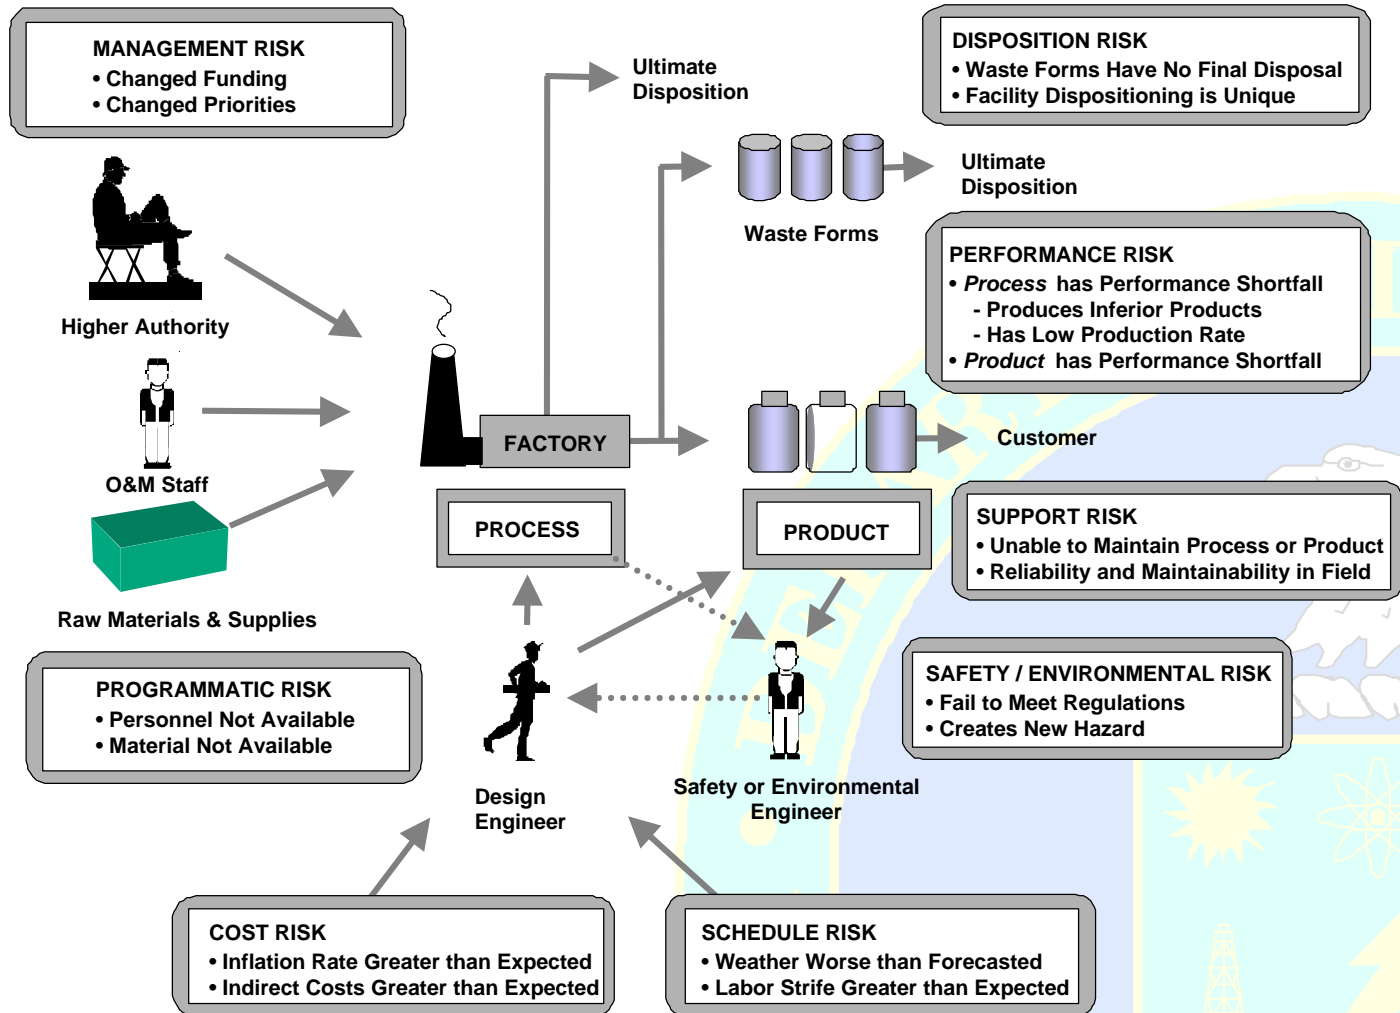 MANAGEMENT RISK
• Changed Funding
• Changed Priorities
Ultimate
Disposition
DISPOSITION RISK
• Waste Forms Have No Final Disposal
• Facility Dispositioning is Unique
Ultimate
Disposition
Waste Forms
Higher Authority
PERFORMANCE RISK
• Process has Performance Shortfall
- Produces Inferior Products
- Has Low Production Rate
• Product has Performance Shortfall
O&M Staff
FACTORY
Customer
Raw Materials & Supplies
PROCESS
PRODUCT
SUPPORT RISK
• Unable to Maintain Process or Product
• Reliability and Maintainability in Field
PROGRAMMATIC RISK
• Personnel Not Available
• Material Not Available
SAFETY / ENVIRONMENTAL RISK
• Fail to Meet Regulations
• Creates New Hazard
Design
Engineer
Safety or Environmental
Engineer
COST RISK
• Inflation Rate Greater than Expected
• Indirect Costs Greater than Expected
SCHEDULE RISK
• Weather Worse than Forecasted
• Labor Strife Greater than Expected